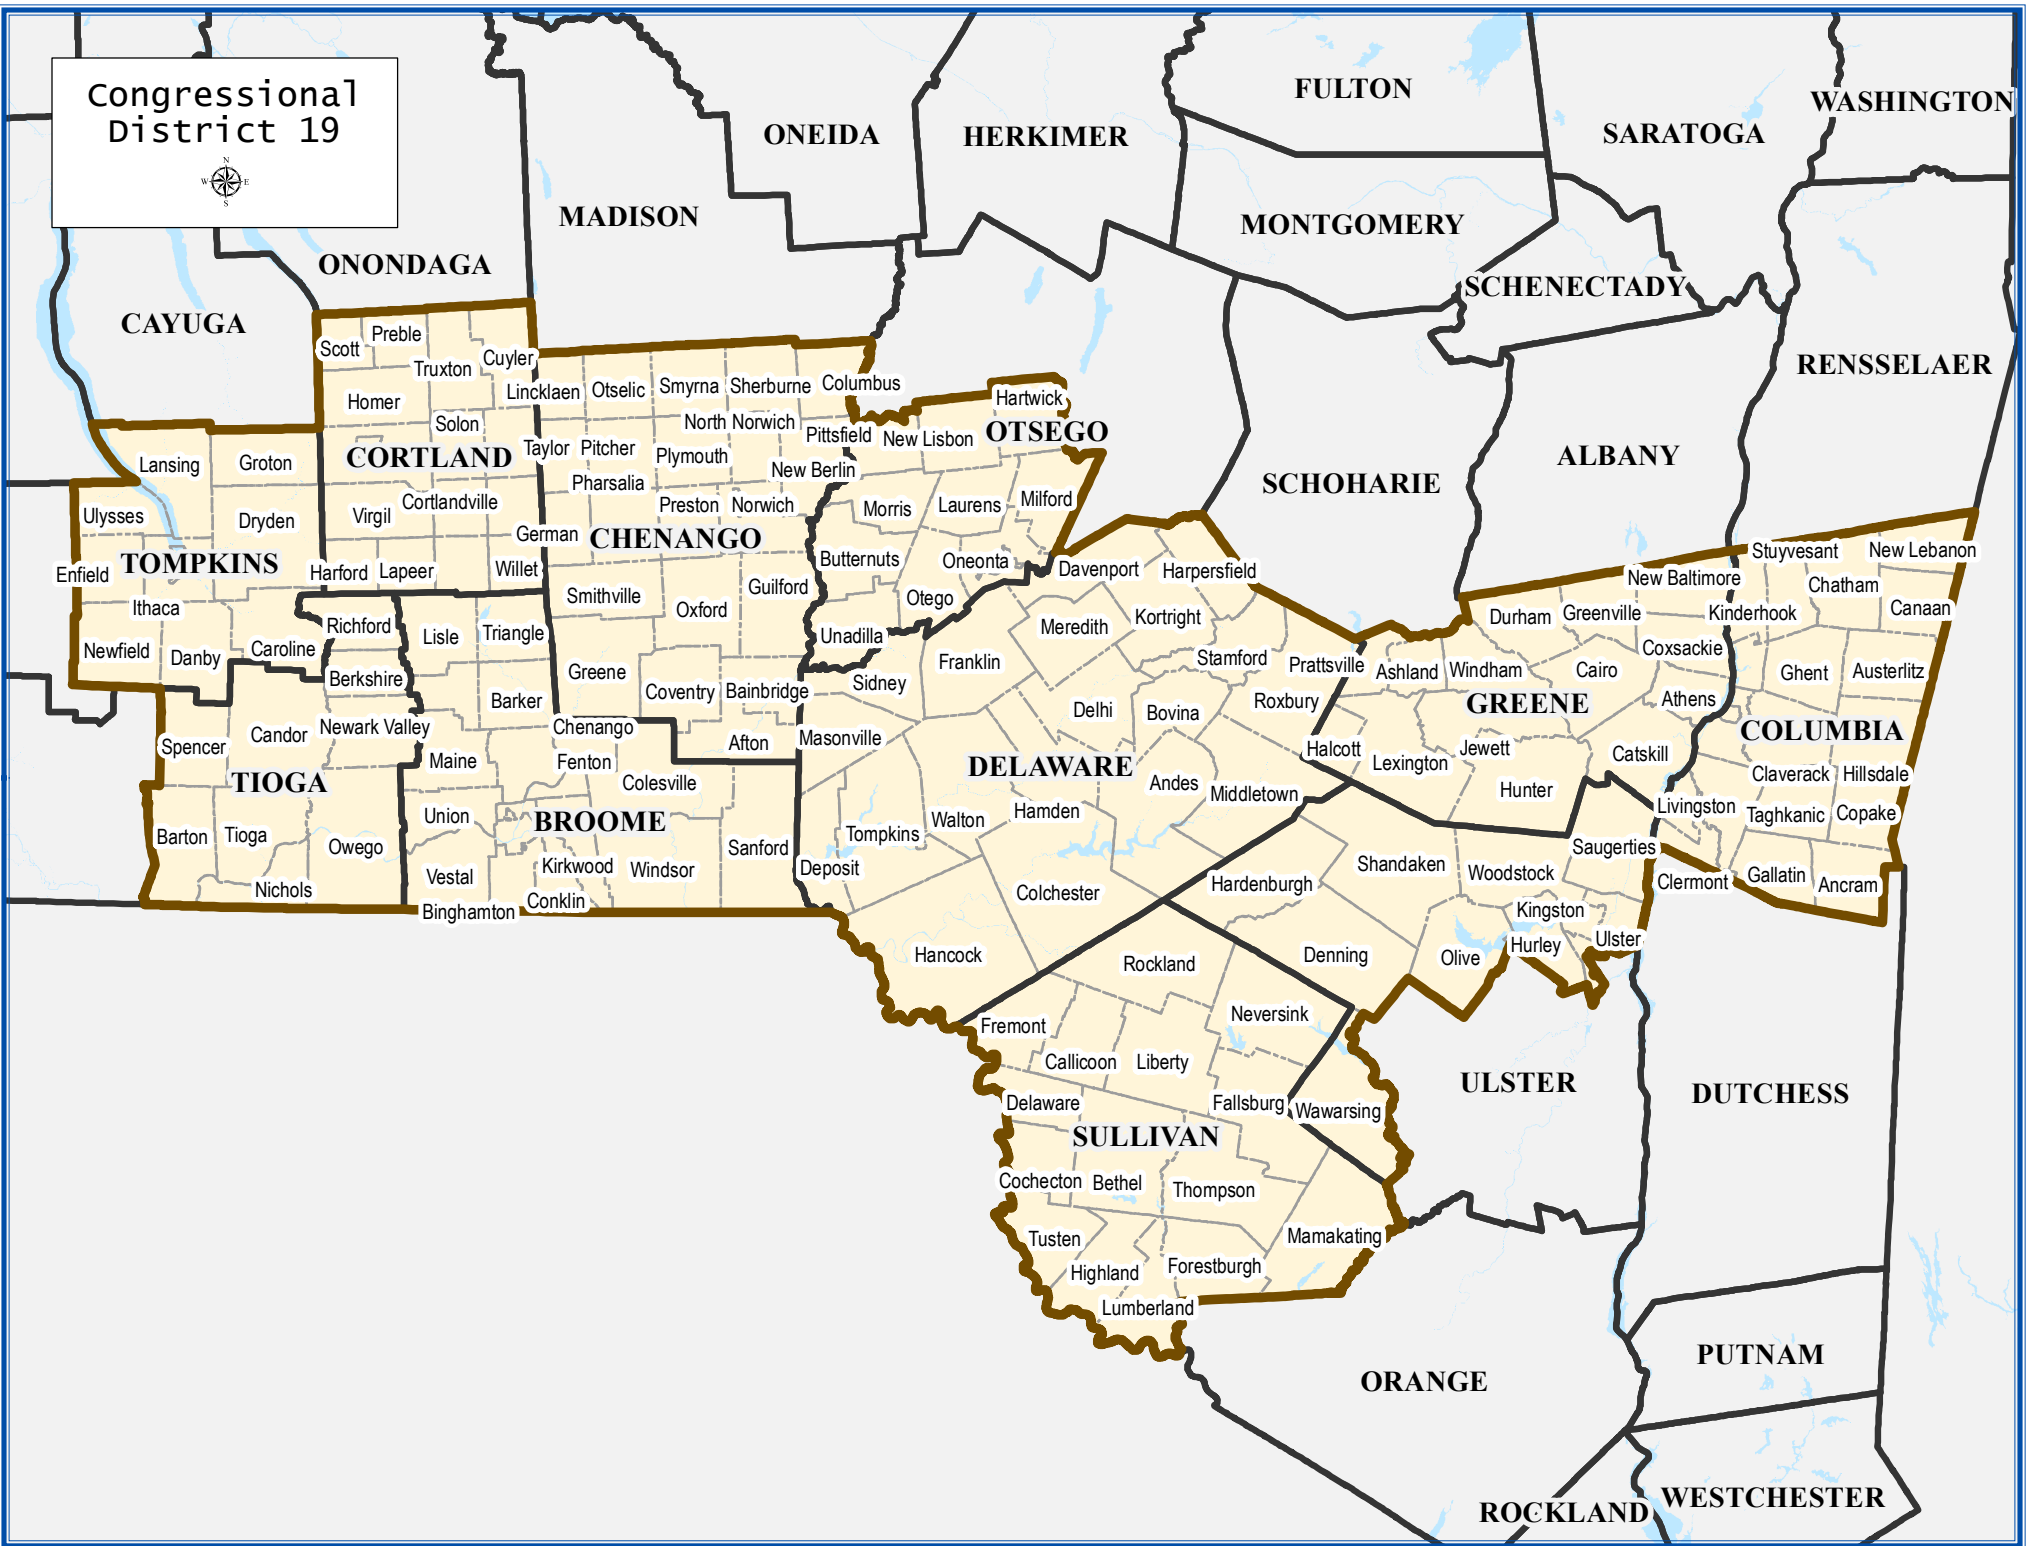 Congressional
District 19
N
W
E
S
FULTON
WASHINGTON
ONEIDA
HERKIMER
SARATOGA
MADISON
MONTGOMERY
ONONDAGA
SCHENECTADY
CAYUGA
RENSSELAER
ALBANY
SCHOHARIE
Preble
Scott
Cuyler
Truxton
Homer
Lincklaen
Otselic
Smyrna
Sherburne
Columbus
Hartwick
Solon
North Norwich
Pittsfield
New Lisbon
OTSEGO
CORTLAND
Taylor
Pitcher
Plymouth
New Berlin
Lansing
Groton
Pharsalia
Cortlandville
Preston
Norwich
Morris
Laurens
Milford
Ulysses
Dryden
Virgil
German
CHENANGO
TOMPKINS
Enfield
Harford
Lapeer
Willet
Butternuts
Oneonta
Davenport
Harpersfield
Stuyvesant
New Lebanon
New Baltimore
Chatham
Ithaca
Smithville
Oxford
Guilford
Otego
Kortright
Durham
Greenville
Kinderhook
Canaan
Richford
Lisle
Triangle
Unadilla
Meredith
Newfield
Danby
Caroline
Franklin
Stamford
Prattsville
Ashland
Windham
Cairo
Coxsackie
Ghent
Austerlitz
Berkshire
Greene
Coventry
Bainbridge
Sidney
Roxbury
GREENE
Athens
Barker
Delhi
Bovina
Newark Valley
Chenango
Candor
Spencer
Afton
Masonville
Halcott
Lexington
Jewett
Catskill
COLUMBIA
Maine
Fenton
Colesville
DELAWARE
Andes
Middletown
Hunter
Claverack
Hillsdale
TIOGA
Union
BROOME
Walton
Hamden
Livingston
Taghkanic
Copake
Barton
Tioga
Owego
Sanford
Tompkins
Saugerties
Vestal
Kirkwood
Windsor
Deposit
Shandaken
Woodstock
Nichols
Conklin
Binghamton
Colchester
Hardenburgh
Clermont
Gallatin
Ancram
Kingston
Hancock
Rockland
Denning
Olive
Hurley
Ulster
Fremont
Neversink
Callicoon
Liberty
Delaware
Fallsburg
Wawarsing
ULSTER
DUTCHESS
SULLIVAN
Cochecton
Bethel
Thompson
Tusten
Mamakating
Highland
Forestburgh
Lumberland
PUTNAM
ORANGE
ROCKLAND
WESTCHESTER